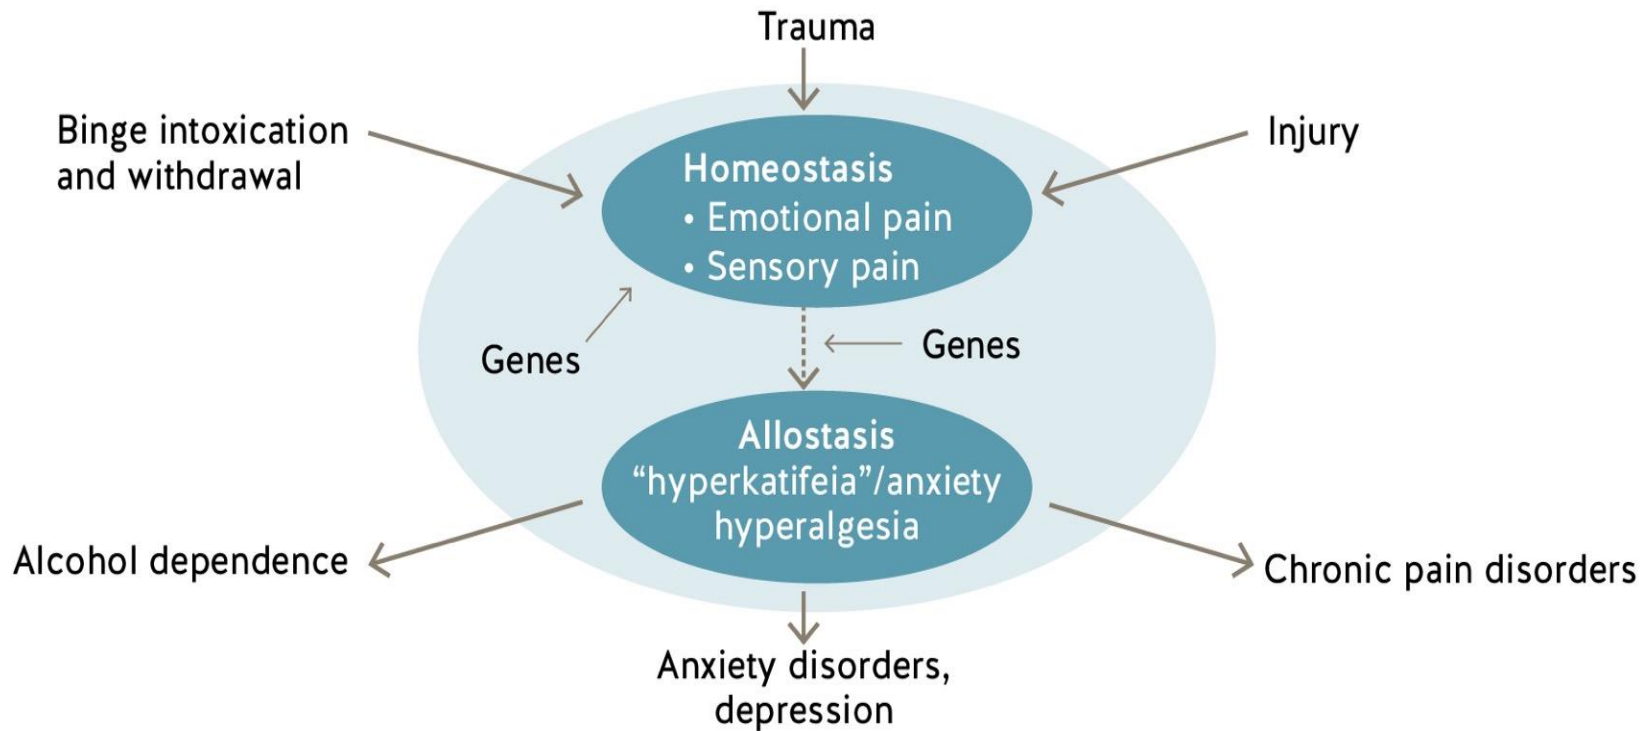 Trauma
Binge intoxication
and withdrawal
Injury
Homeostasis
• Emotional pain
• Sensory pain
Genes
Genes
Allostasis
“hyperkatifeia”/anxiety
hyperalgesia
Alcohol dependence
Chronic pain disorders
Anxiety disorders,
depression